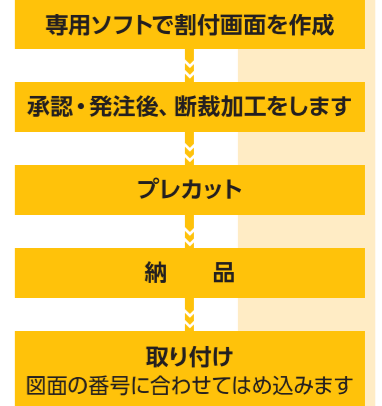 専用ソフトで割付画面を作成
承認・発注後、断裁加工をします
プレカット
納　　品
取り付け
図面の番号に合わせてはめ込みます